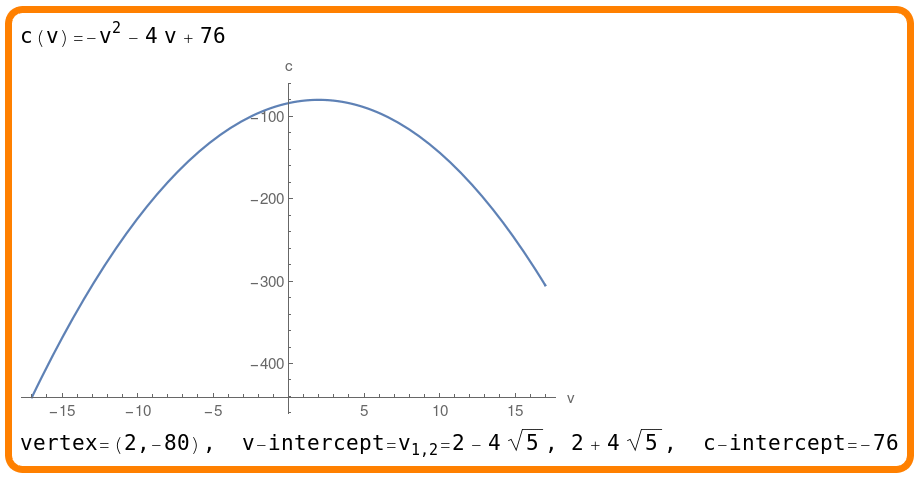 c(v)=-v² - 4 v + 76
c
-100
-200
-300
-400
-15 -10 -5 5 10 15 v
vertex=(2,-80), v-intercept=v₁,₂=2 - 4 √5, 2 + 4 √5, c-intercept=-76